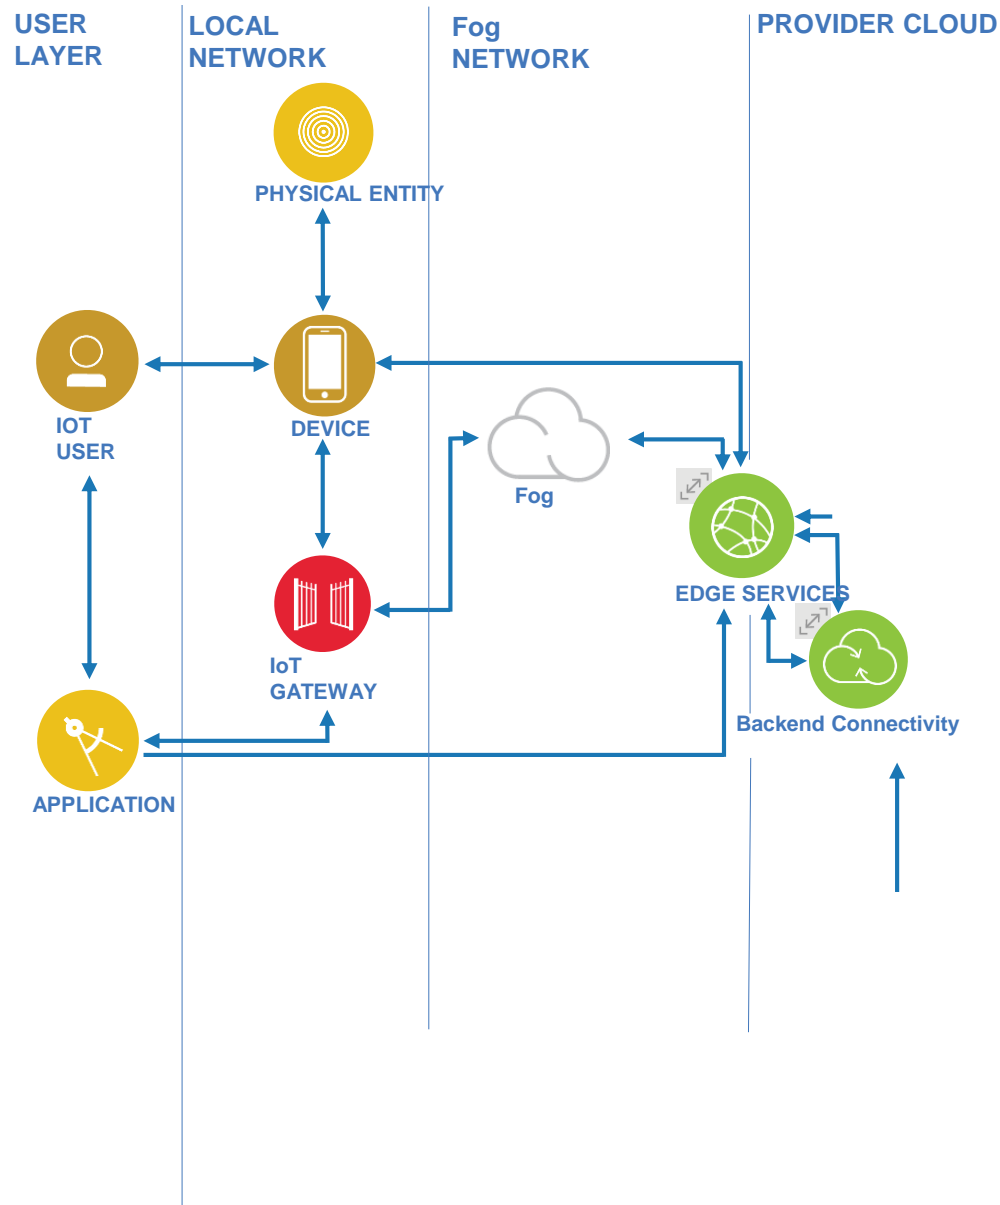 USER
LAYER
LOCAL
NETWORK
Fog
NETWORK
PROVIDER CLOUD
PHYSICAL ENTITY
IOT
USER
DEVICE
Fog
EDGE SERVICES
IoT
GATEWAY
Backend Connectivity
APPLICATION